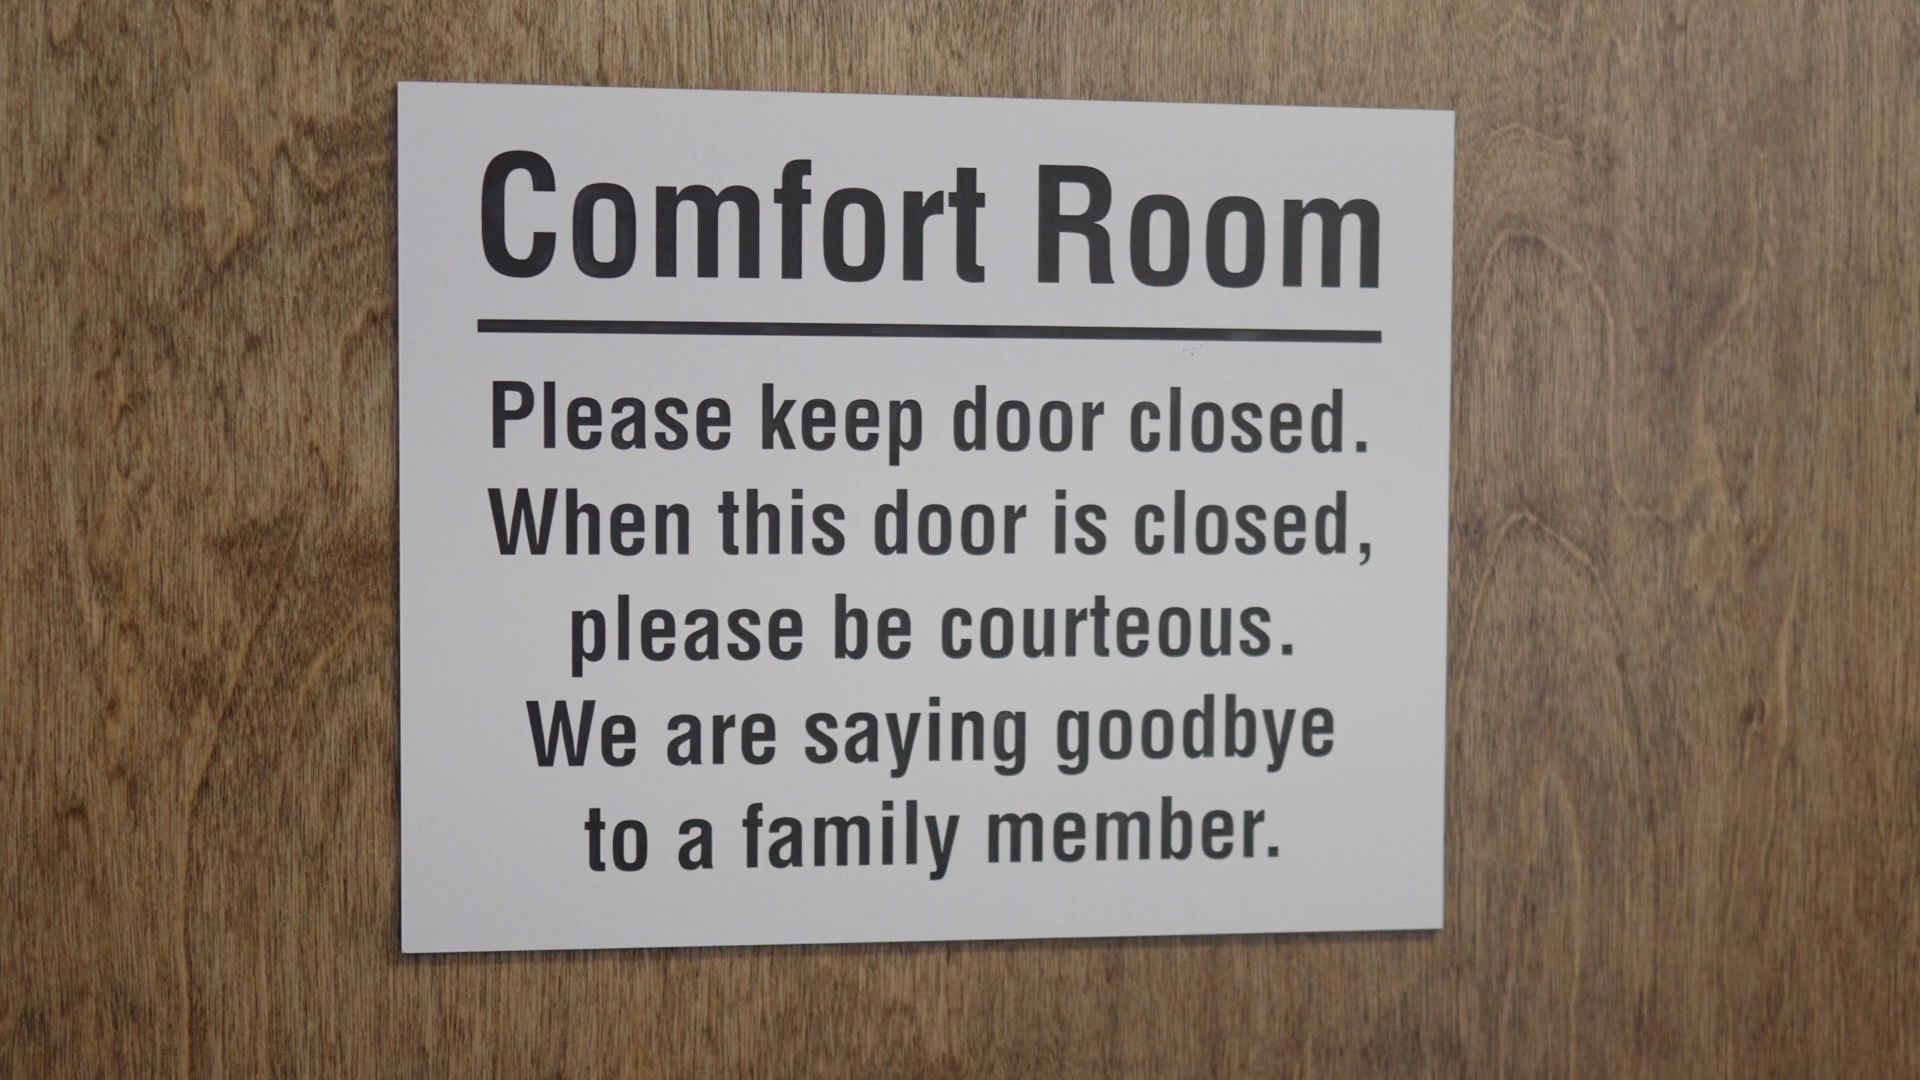 Comfort Room
Please keep door closed.
When this door is closed,
please be courteous.
We are saying goodbye
to a family member.